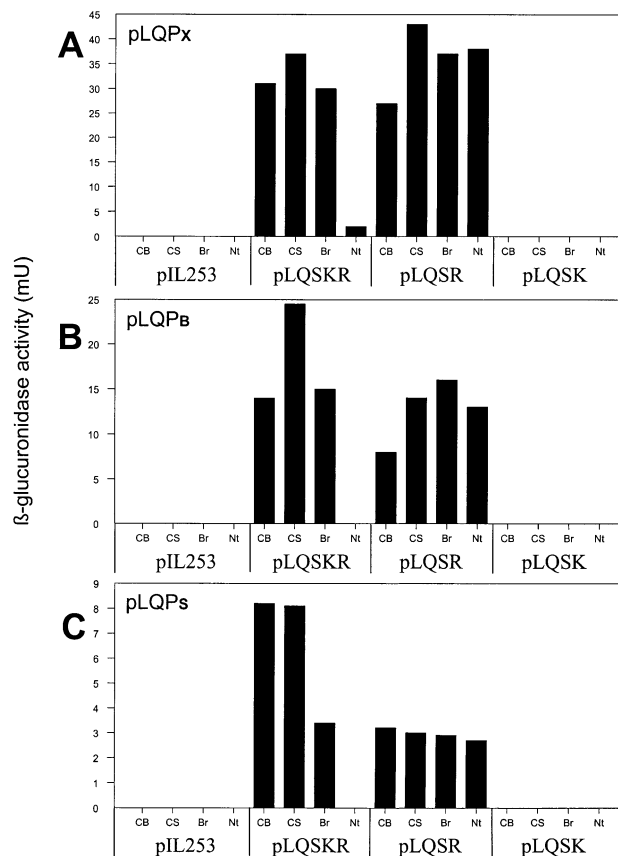 ß-glucuronidase activity (mU)
A
pLQPX
45
40
35
30
25
20
15
10
5
0
CB CS Br Nt CB CS Br Nt CB CS Br Nt CB CS Br Nt
pIL253 pLQSKR pLQSR pLQSK
B
pLQPB
25
20
15
10
5
0
CB CS Br Nt CB CS Br Nt CB CS Br Nt CB CS Br Nt
pIL253 pLQSKR pLQSR pLQSK
C
pLQPS
9
8
7
6
5
4
3
2
1
0
CB CS Br Nt CB CS Br Nt CB CS Br Nt CB CS Br Nt
pIL253 pLQSKR pLQSR pLQSK